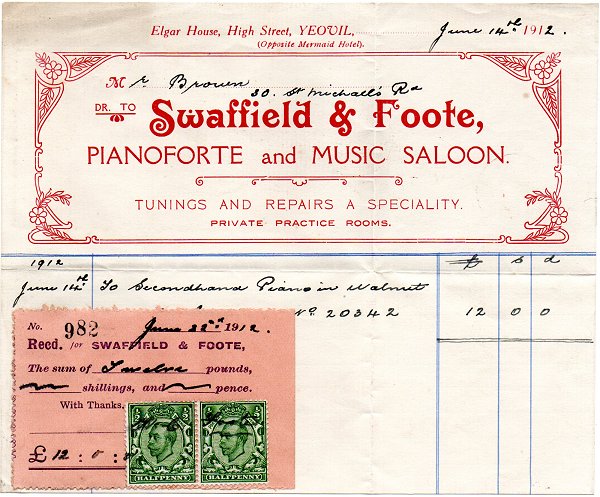 Elgar House, High Street, YEOVIL,
(Opposite Mermaid Hotel).
June 14th 1912.
Mr Brown
30. St Michael's Rd
DR. TO
Swaffield & Foote,
PIANOFORTE and MUSIC SALOON.
TUNINGS AND REPAIRS A SPECIALITY.
PRIVATE PRACTICE ROOMS.
1912 £ S d
June 14th To Secondhand Piano in Walnut
No. 20342 12 0 0
No. 982 June 22d 1912.
Recd. for SWAFFIELD & FOOTE,
The sum of Twelve pounds,
shillings, and pence.
With Thanks.
£ 12 : 0 :
HALFPENNY HALFPENNY